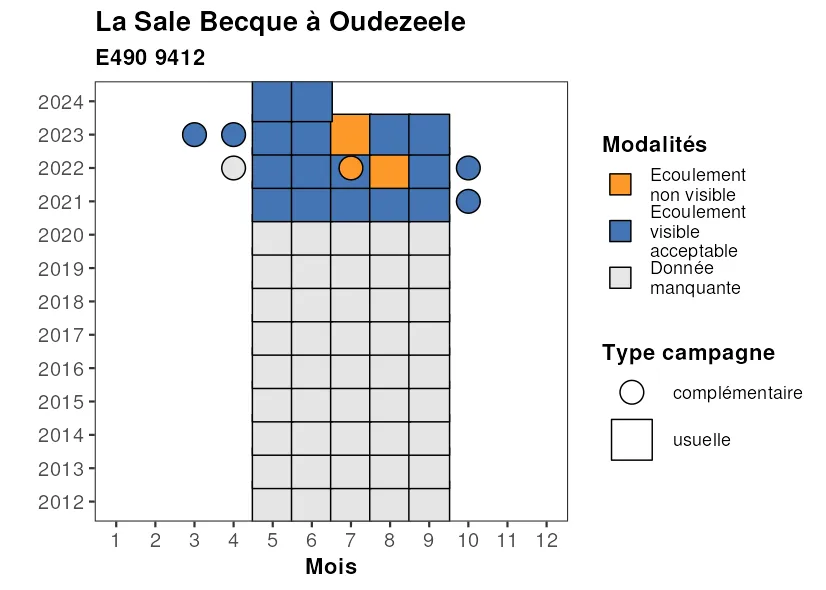 La Sale Becque à Oudezeele
E490 9412
2024
2023
2022
2021
2020
2019
2018
2017
2016
2015
2014
2013
2012
1 2 3 4 5 6 7 8 9 10 11 12
Mois
Modalités
Ecoulement
non visible
Ecoulement
visible
acceptable
Donnée
manquante
Type campagne
complémentaire
usuelle